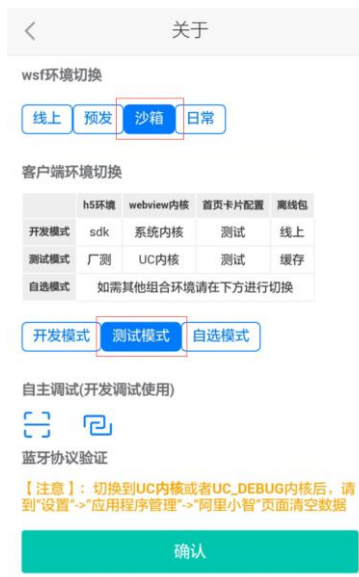 关于
wsf环境切换
线上 预发 沙箱 日常
客户端环境切换
h5环境 webview内核 首页卡片配置 离线包
开发模式 sdk 系统内核 测试 线上
测试模式 厂测 UC内核 测试 缓存
自选模式 如需其他组合环境请在下方进行切换
开发模式 测试模式 自选模式
自主调试(开发调试使用)
蓝牙协议验证
【注意】：切换到UC内核或者UC_DEBUG内核后，请
到"设置"->"应用程序管理"->"阿里小智"页面清空数据
确认